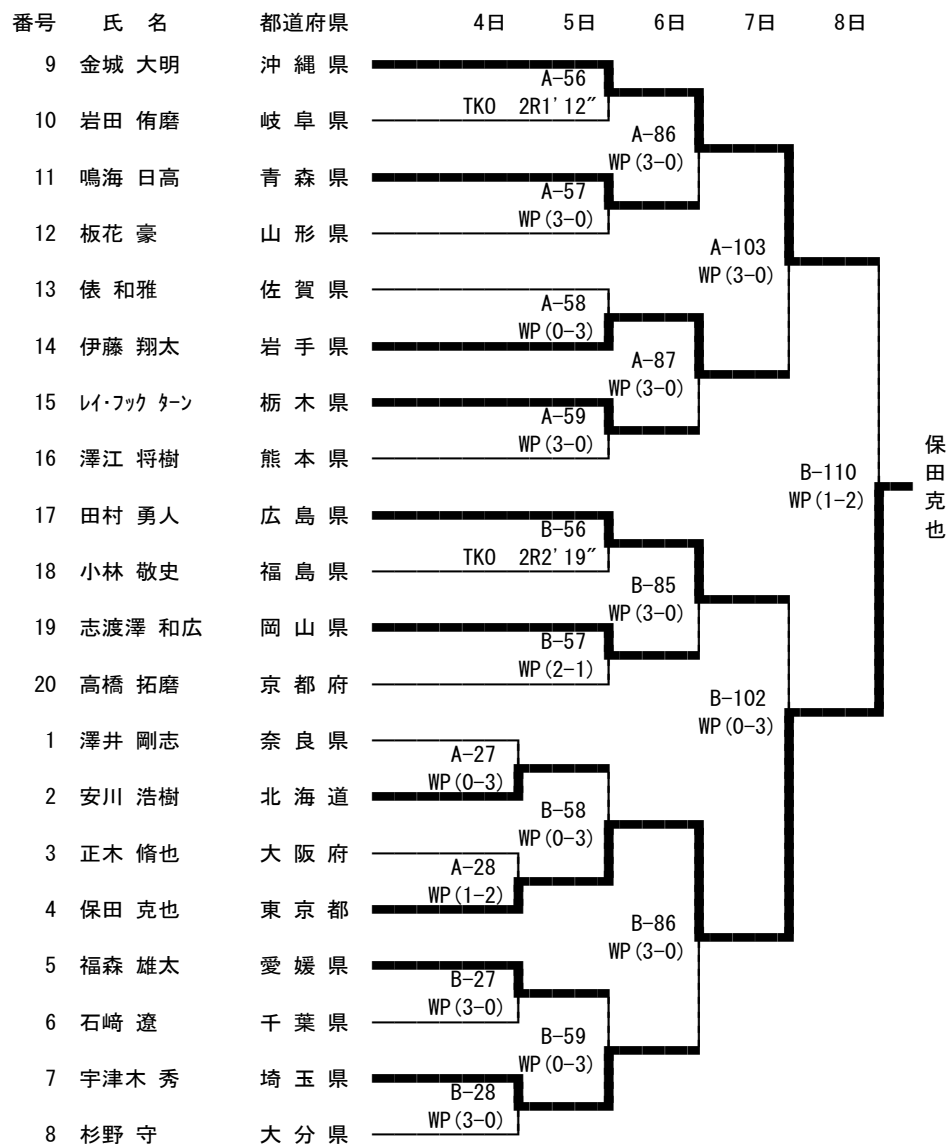 番号 氏 名 都道府県 4日 5日 6日 7日 8日
9 金城 大明 沖 縄 県
A-56
TKO 2R1'12″
10 岩田 侑磨 岐 阜 県
A-86
WP(3-0)
11 鳴海 日高 青 森 県
A-57
WP(3-0)
12 板花 豪 山 形 県
A-103
WP(3-0)
13 俵 和雅 佐 賀 県
A-58
WP(0-3)
14 伊藤 翔太 岩 手 県
A-87
WP(3-0)
15 ﾚｲ･ﾌｯｸ ﾀｰﾝ 栃 木 県
A-59
WP(3-0)
16 澤江 将樹 熊 本 県
B-110
WP(1-2)
保田克也
17 田村 勇人 広 島 県
B-56
TKO 2R2'19″
18 小林 敬史 福 島 県
B-85
WP(3-0)
19 志渡澤 和広 岡 山 県
B-57
WP(2-1)
20 高橋 拓磨 京 都 府
B-102
WP(0-3)
1 澤井 剛志 奈 良 県
A-27
WP(0-3)
2 安川 浩樹 北 海 道
B-58
WP(0-3)
3 正木 脩也 大 阪 府
A-28
WP(1-2)
4 保田 克也 東 京 都
B-86
WP(3-0)
5 福森 雄太 愛 媛 県
B-27
WP(3-0)
6 石﨑 遼 千 葉 県
B-59
WP(0-3)
7 宇津木 秀 埼 玉 県
B-28
WP(3-0)
8 杉野 守 大 分 県